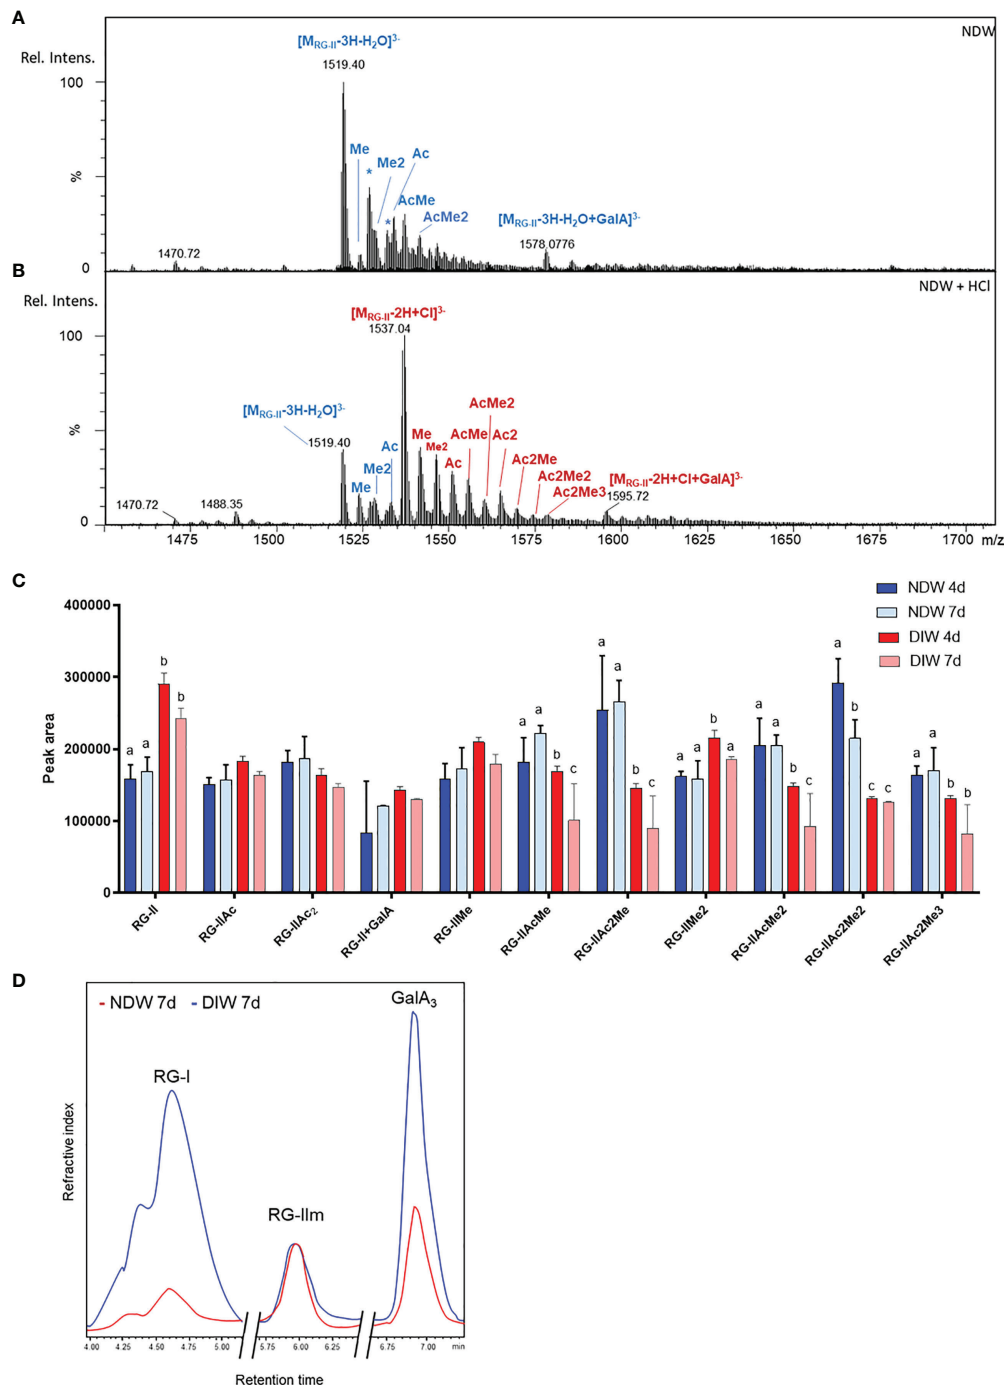 A
NDW
[M_RG-II-3H-H2O]3-
Rel. Intens.
1519.40
100
Me
Me2
Ac
*
%
AcMe
*
AcMe2
[M_RG-II-3H-H2O+GalA]3-
1578,0776
1470.72
0
B
NDW + HCl
Rel. Intens.
[M_RG-II-2H+Cl]3-
1537.04
100
AcMe2
[M_RG-II-3H-H2O]3-
%
1519.40
Ac
Me
Me2
AcMe
Ac2
Me2
Ac
Ac2Me
Me
Ac2Me2
[M_RG-II-2H+Cl+GalA]3-
Ac2Me3
1595.72
1470.72
1488.35
0
1475 1500 1525 1550 1575 1600 1625 1650 1675 1700 m/z
C
NDW 4d
NDW 7d
DIW 4d
DIW 7d
Peak area
400000
300000
200000
100000
0
a a b b
a a b c
a a b c
a a b a
a a b c
a b c c
a a b b
RG-II RG-IIAc RG-IIAc2 RG-II+GalA RG-IIMe RG-IIAcMe RG-IIAc2Me RG-IIMe2 RG-IIAcMe2 RG-IIAc2Me2 RG-IIAc2Me3
D
NDW 7d DIW 7d
GalA3
RG-I
RG-IIm
Refractive index
4.00 4.25 4.50 4.75 5.00 5.75 6.00 6.25 6.75 7.00 min
Retention time